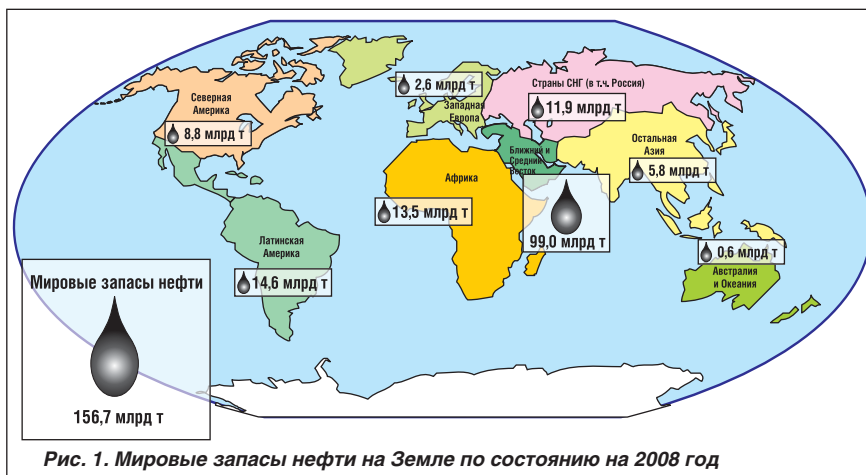 2,6 млрд т
Западная
Европа
Страны СНГ (в т.ч. Россия)
11,9 млрд т
Северная
Америка
8,8 млрд т
Остальная
Азия
5,8 млрд т
Ближний и
Средний
Восток
99,0 млрд т
Африка
13,5 млрд т
Латинская
Америка
14,6 млрд т
0,6 млрд т
Австралия
и Океания
Мировые запасы нефти
156,7 млрд т
Рис. 1. Мировые запасы нефти на Земле по состоянию на 2008 год